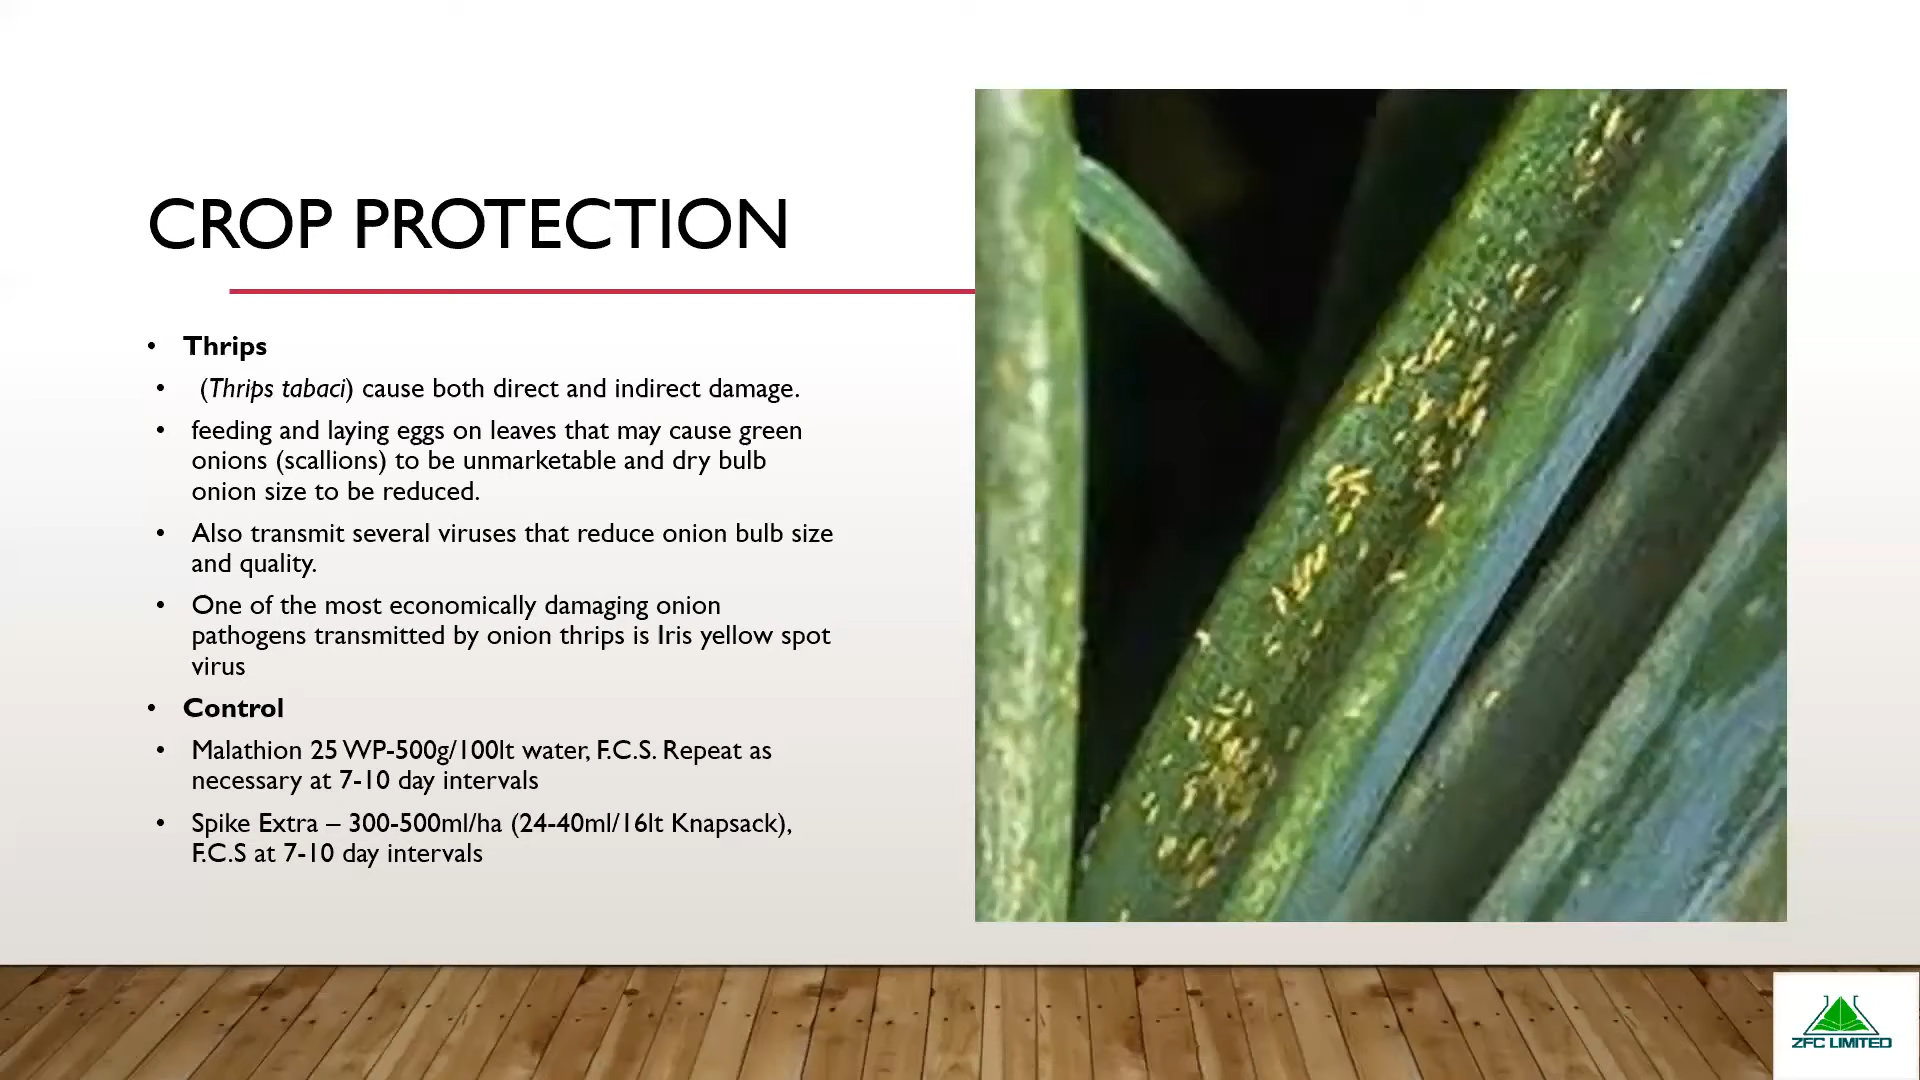 CROP PROTECTION
• Thrips
• (Thrips tabaci) cause both direct and indirect damage.
• feeding and laying eggs on leaves that may cause green
onions (scallions) to be unmarketable and dry bulb
onion size to be reduced.
• Also transmit several viruses that reduce onion bulb size
and quality.
• One of the most economically damaging onion
pathogens transmitted by onion thrips is Iris yellow spot
virus
• Control
• Malathion 25 WP-500g/100lt water, F.C.S. Repeat as
necessary at 7-10 day intervals
• Spike Extra – 300-500ml/ha (24-40ml/16lt Knapsack),
F.C.S at 7-10 day intervals
ZFC LIMITED